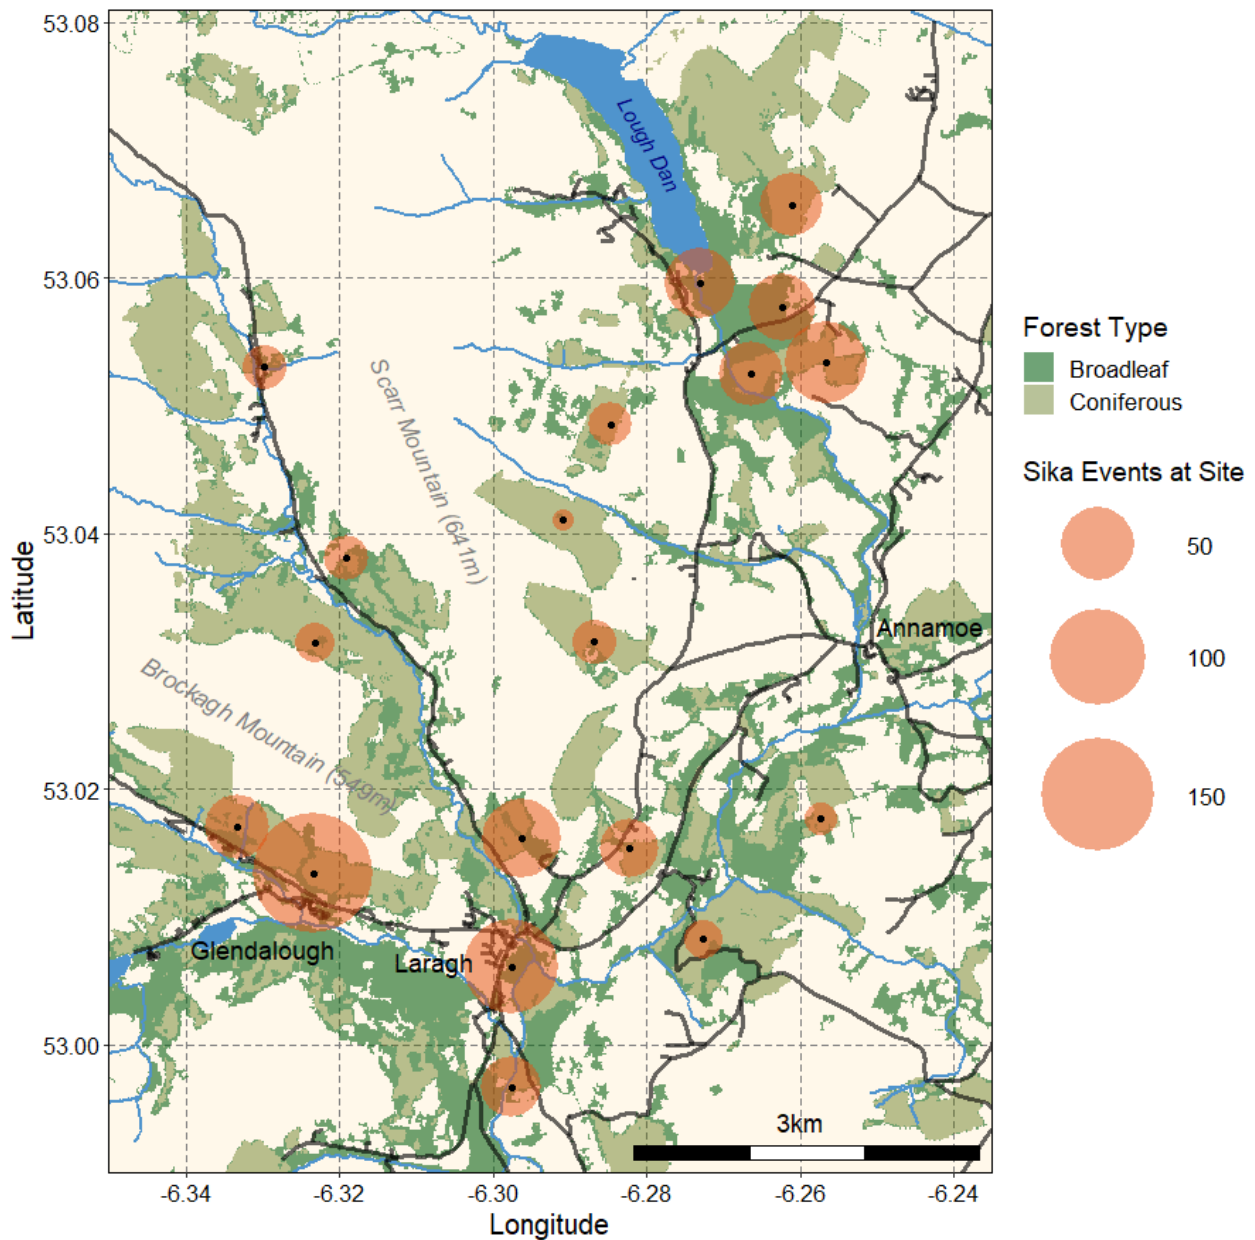 53.08
53.06
53.04
53.02
53.00
Latitude
Lough Dan
Scarr Mountain (641m)
Brockagh Mountain (549m)
Annamoe
Glendalough
Laragh
3km
-6.34
-6.32
-6.30
-6.28
-6.26
-6.24
Longitude
Forest Type
Broadleaf
Coniferous
Sika Events at Site
50
100
150